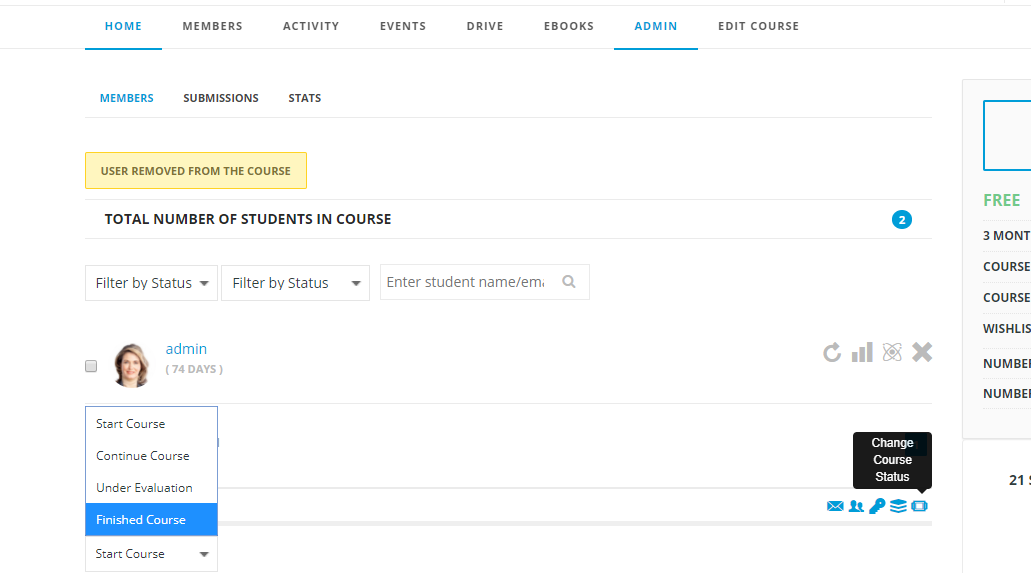 HOME MEMBERS ACTIVITY EVENTS DRIVE EBOOKS ADMIN EDIT COURSE
MEMBERS SUBMISSIONS STATS
USER REMOVED FROM THE COURSE
TOTAL NUMBER OF STUDENTS IN COURSE 2
Filter by Status Filter by Status Enter student name/ema
admin
( 74 DAYS )
Start Course
Continue Course
Under Evaluation
Finished Course
Start Course
Change
Course
Status
FREE
3 MONT
COURSE
COURSE
WISHLIS
NUMBER
NUMBER
21